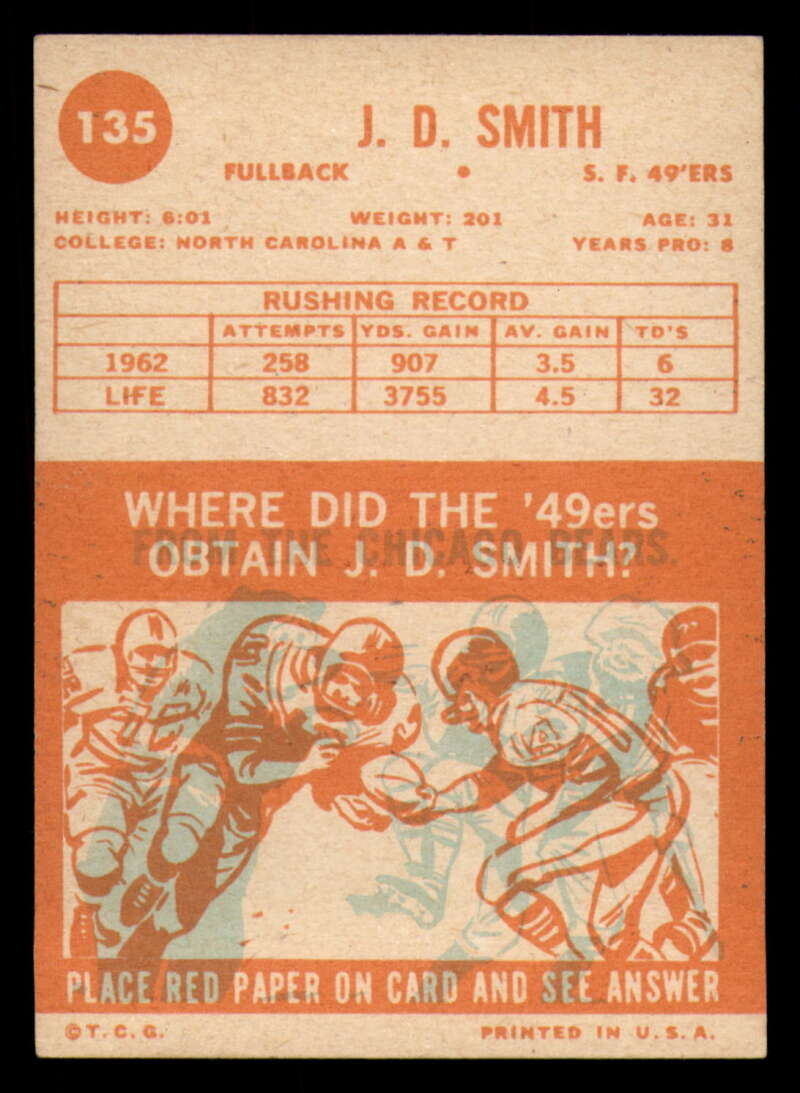 135
J. D. SMITH
FULLBACK • S. F. 49'ERS
HEIGHT: 6:01 WEIGHT: 201 AGE: 31
COLLEGE: NORTH CAROLINA A & T YEARS PRO: 8
RUSHING RECORD
ATTEMPTS YDS. GAIN AV. GAIN TD'S
1962 258 907 3.5 6
LIFE 832 3755 4.5 32
WHERE DID THE '49ers
FROM THE CHICAGO BEARS.
OBTAIN J. D. SMITH?
PLACE RED PAPER ON CARD AND SEE ANSWER
©T.C.G. PRINTED IN U.S.A.